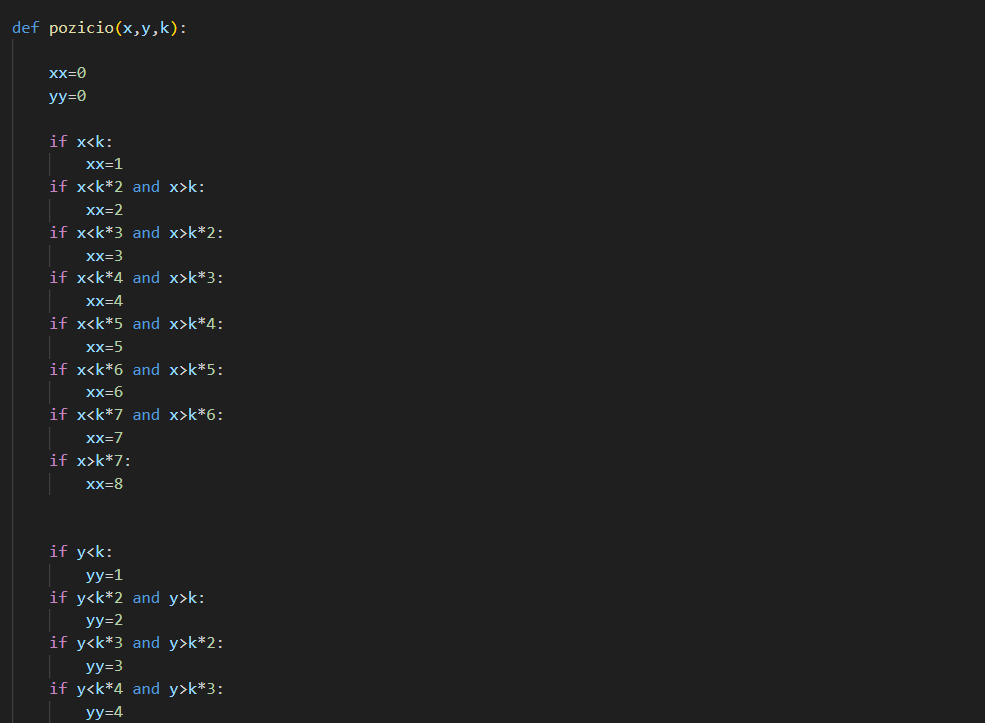 def pozicio(x,y,k):
xx=0
yy=0
if x<k:
xx=1
if x<k*2 and x>k:
xx=2
if x<k*3 and x>k*2:
xx=3
if x<k*4 and x>k*3:
xx=4
if x<k*5 and x>k*4:
xx=5
if x<k*6 and x>k*5:
xx=6
if x<k*7 and x>k*6:
xx=7
if x>k*7:
xx=8
if y<k:
yy=1
if y<k*2 and y>k:
yy=2
if y<k*3 and y>k*2:
yy=3
if y<k*4 and y>k*3:
yy=4